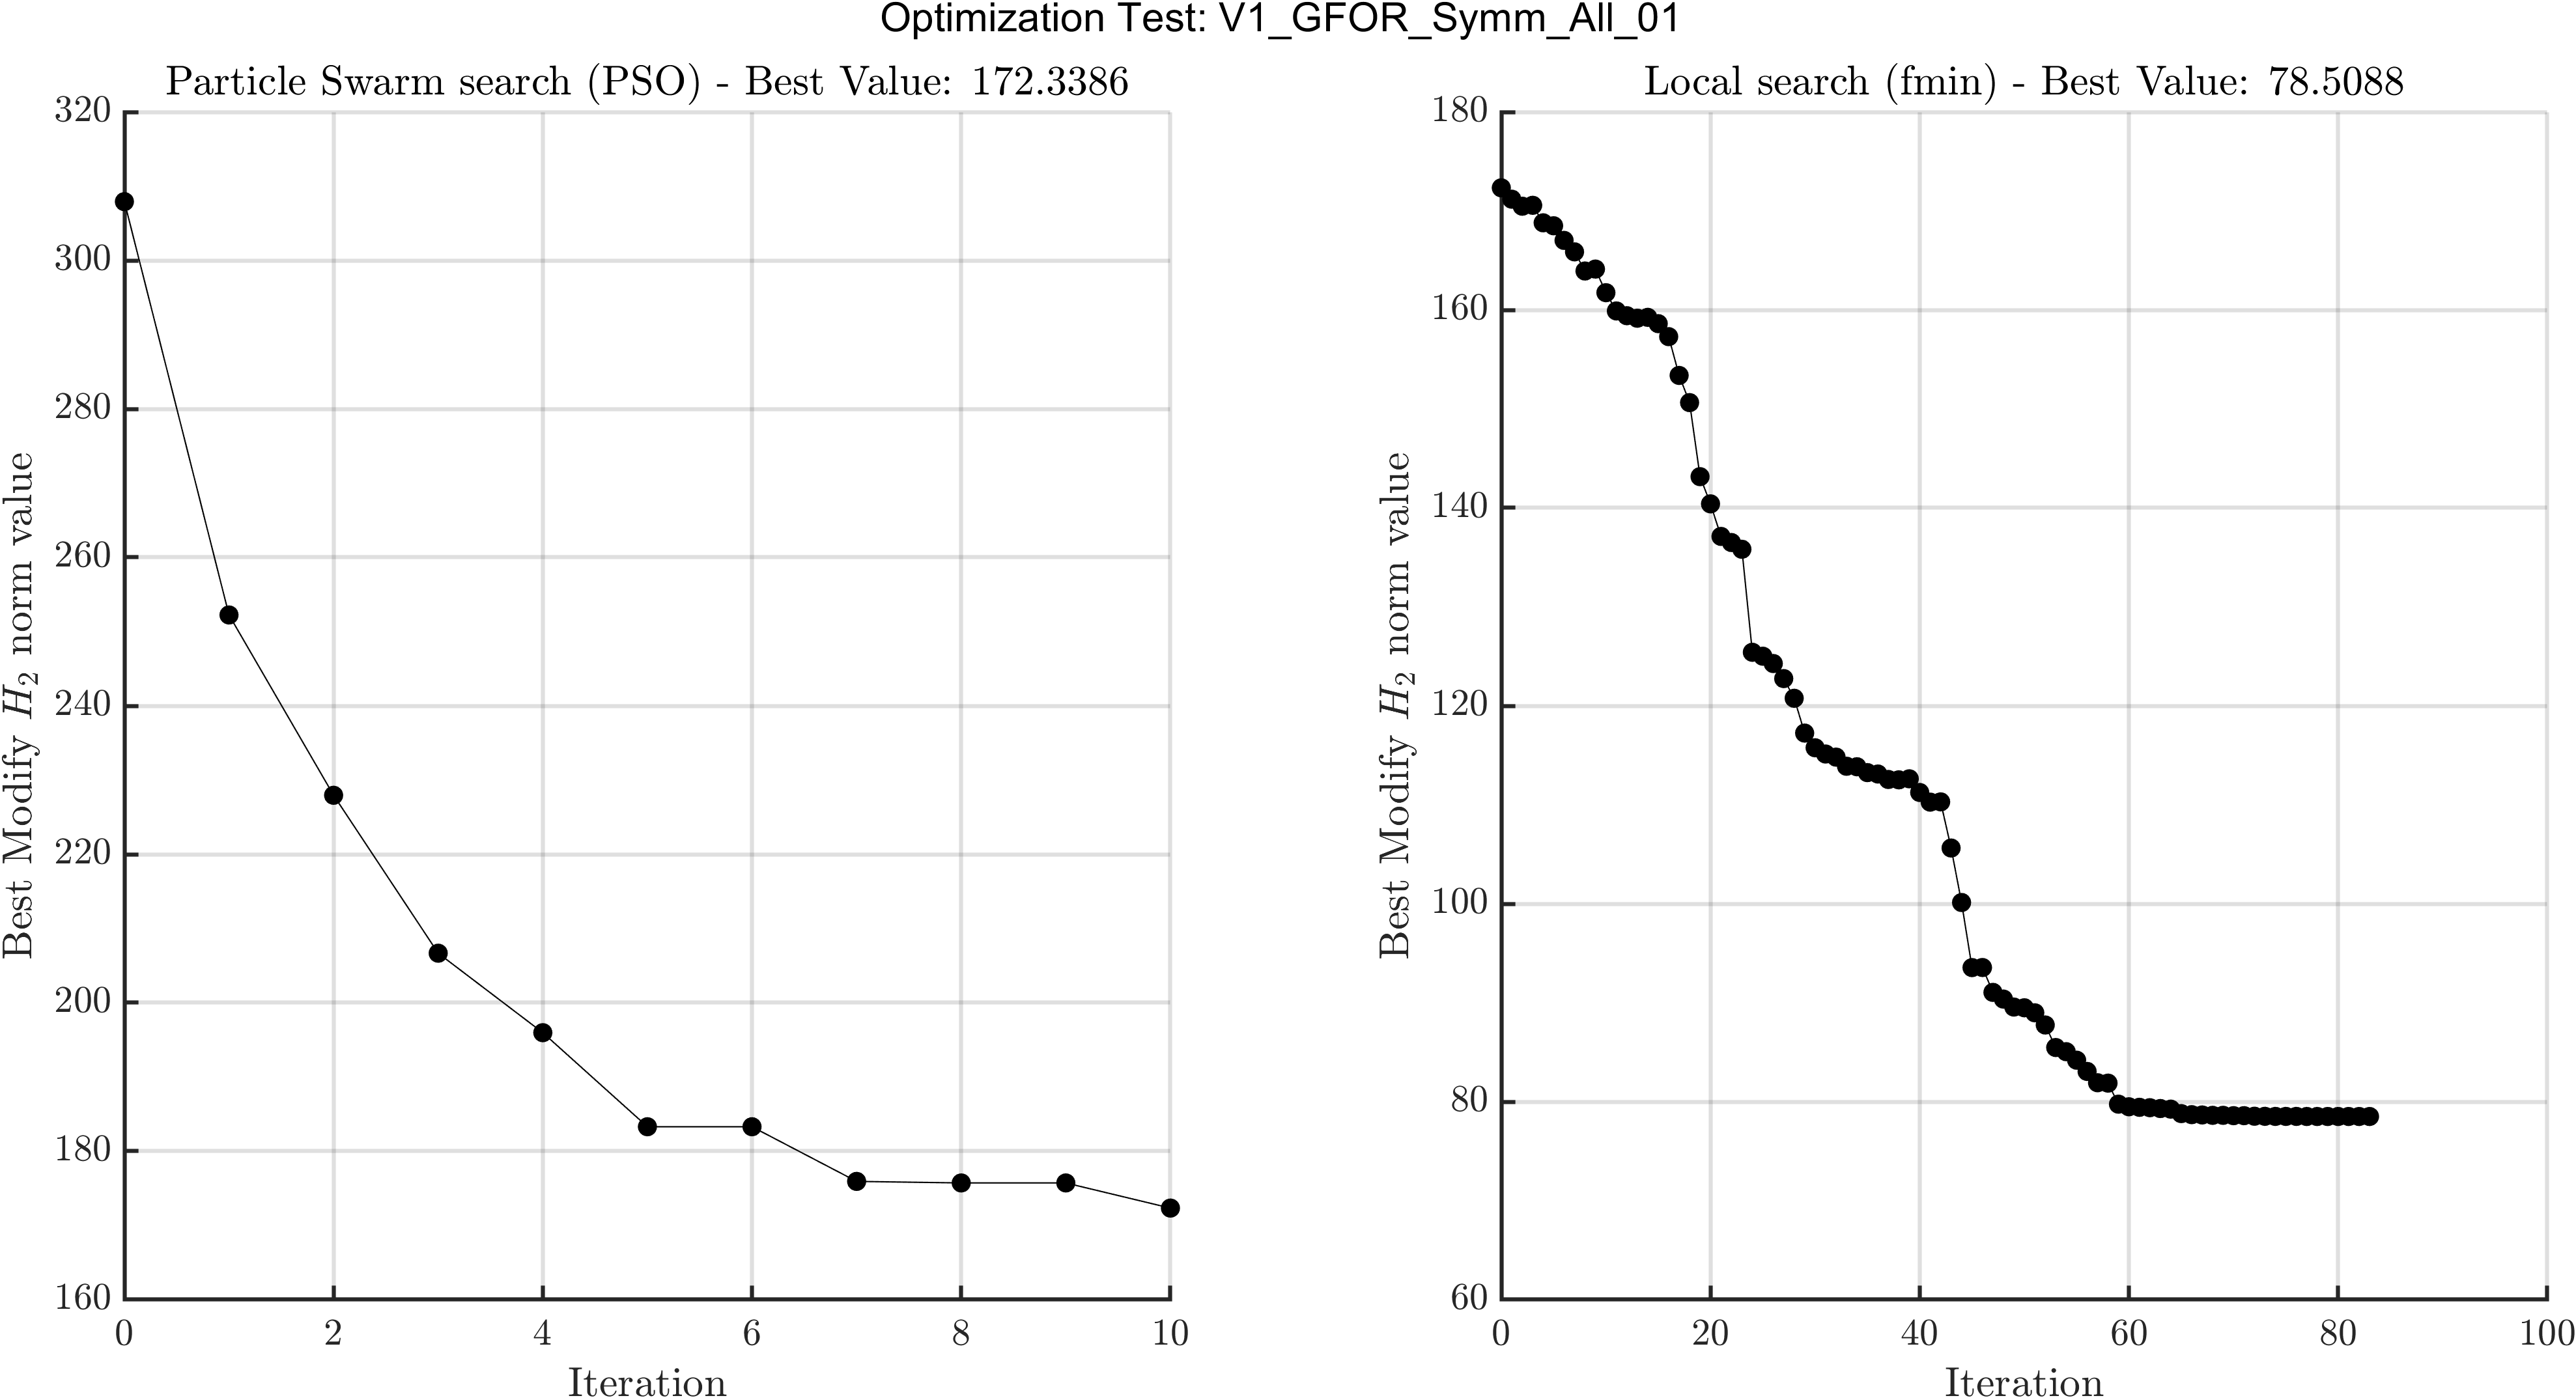 Optimization Test: V1_GFOR_Symm_All_01
Particle Swarm search (PSO) - Best Value: 172.3386
320
300
280
260
240
220
200
180
160
0 2 4 6 8 10
Iteration
Best Modify H₂ norm value
Local search (fmin) - Best Value: 78.5088
180
160
140
120
100
80
60
0 20 40 60 80 100
Iteration
Best Modify H₂ norm value